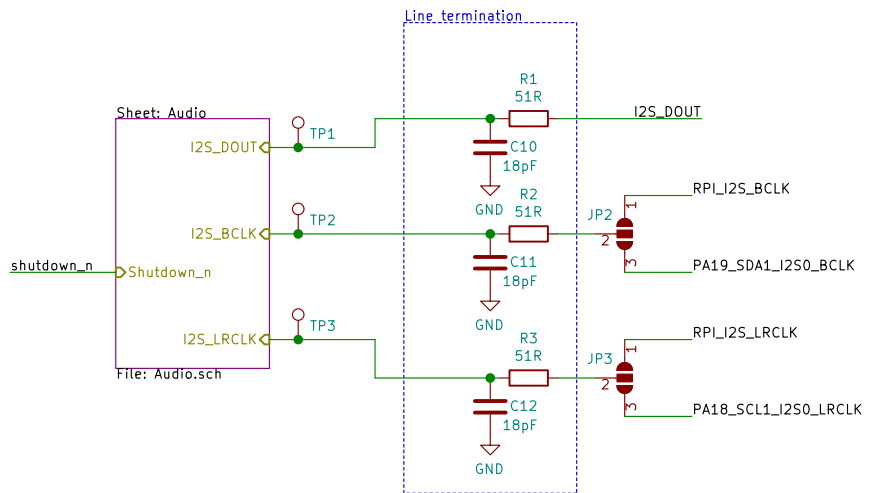 Line termination
R1
51R
I2S_DOUT
Sheet: Audio
TP1
I2S_DOUT
C10
18pF
GND
R2
51R
RPI_I2S_BCLK
JP2
1
TP2
I2S_BCLK
2
C11
18pF
3
PA19_SDA1_I2S0_BCLK
shutdown_n
Shutdown_n
GND
TP3
I2S_LRCLK
R3
51R
RPI_I2S_LRCLK
JP3
1
2
File: Audio.sch
C12
18pF
3
PA18_SCL1_I2S0_LRCLK
GND